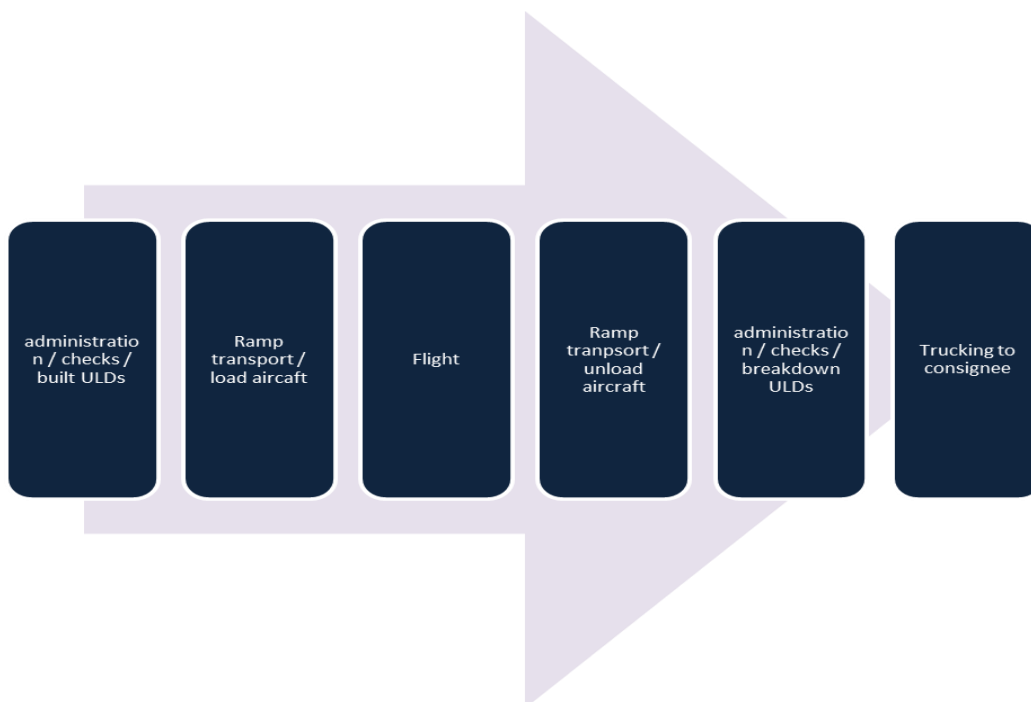 administratio
n / checks /
built ULDs
Ramp
transport /
load aircaft
Flight
Ramp
tranpsort /
unload
aircraft
administratio
n / checks /
breakdown
ULDs
Trucking to
consignee